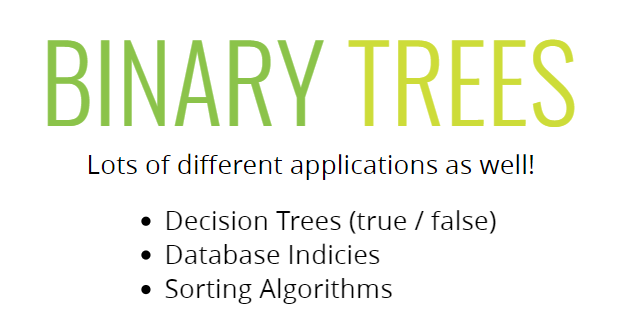 BINARY TREES
Lots of different applications as well!
• Decision Trees (true / false)
• Database Indicies
• Sorting Algorithms